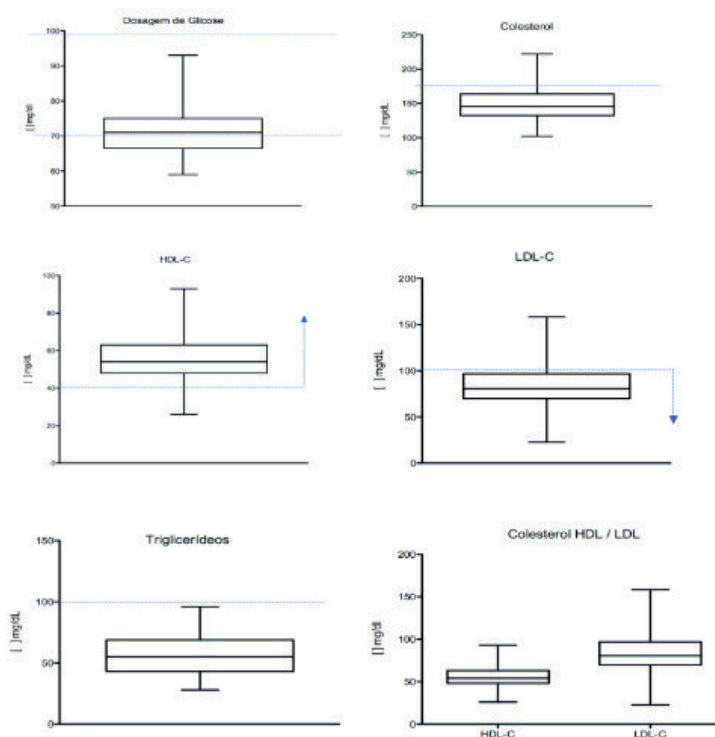 Dosagem de Glicose
[ ]mg/dl
100
90
80
70
60
50
Colesterol
[ ] mg/dL
250
200
150
100
50
0
HDL-C
[ ] mg/dL
100
80
60
40
20
0
LDL-C
[ ] mg/dL
200
150
100
50
0
Triglicerídeos
[ ]mg/dL
150
100
50
0
Colesterol HDL / LDL
[]mg/dl
200
150
100
50
0
HDL-C
LDL-C